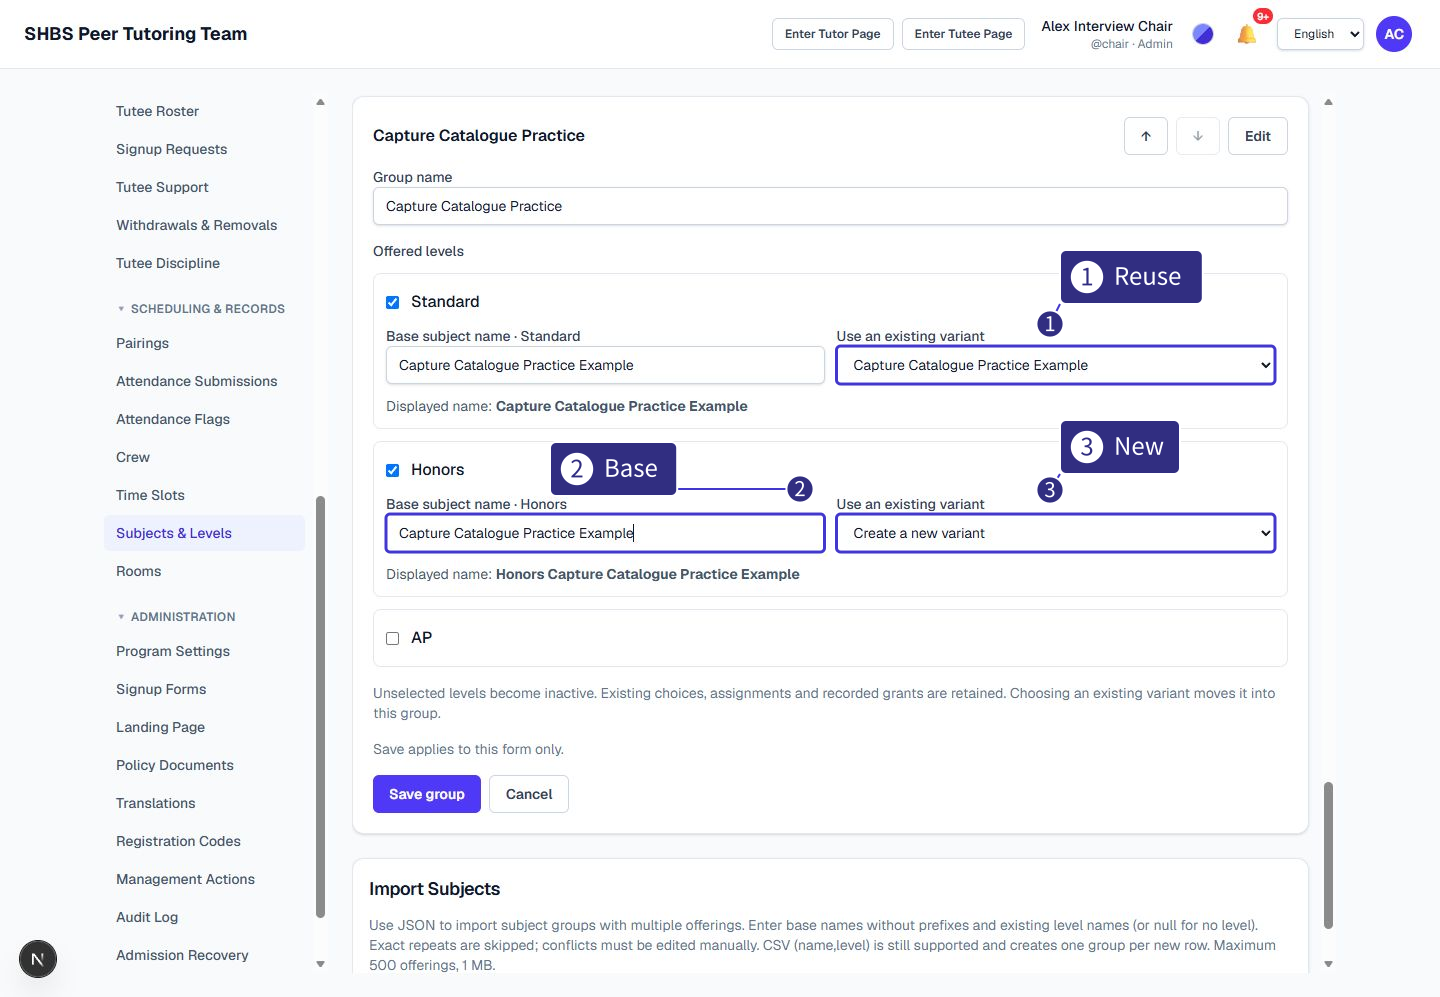 SHBS Peer Tutoring Team
Enter Tutor Page
Enter Tutee Page
Alex Interview Chair
@chair · Admin
9+
English
AC
Tutee Roster
Signup Requests
Tutee Support
Withdrawals & Removals
Tutee Discipline
SCHEDULING & RECORDS
Pairings
Attendance Submissions
Attendance Flags
Crew
Time Slots
Subjects & Levels
Rooms
ADMINISTRATION
Program Settings
Signup Forms
Landing Page
Policy Documents
Translations
Registration Codes
Management Actions
Audit Log
Admission Recovery
N
Capture Catalogue Practice
↑
↓
Edit
Group name
Capture Catalogue Practice
Offered levels
1 Reuse
Standard
1
Base subject name · Standard
Use an existing variant
Capture Catalogue Practice Example
Capture Catalogue Practice Example
Displayed name: Capture Catalogue Practice Example
3 New
2 Base
Honors
2
3
Base subject name · Honors
Use an existing variant
Capture Catalogue Practice Example
Create a new variant
Displayed name: Honors Capture Catalogue Practice Example
AP
Unselected levels become inactive. Existing choices, assignments and recorded grants are retained. Choosing an existing variant moves it into
this group.
Save applies to this form only.
Save group
Cancel
Import Subjects
Use JSON to import subject groups with multiple offerings. Enter base names without prefixes and existing level names (or null for no level).
Exact repeats are skipped; conflicts must be edited manually. CSV (name,level) is still supported and creates one group per new row. Maximum
500 offerings, 1 MB.